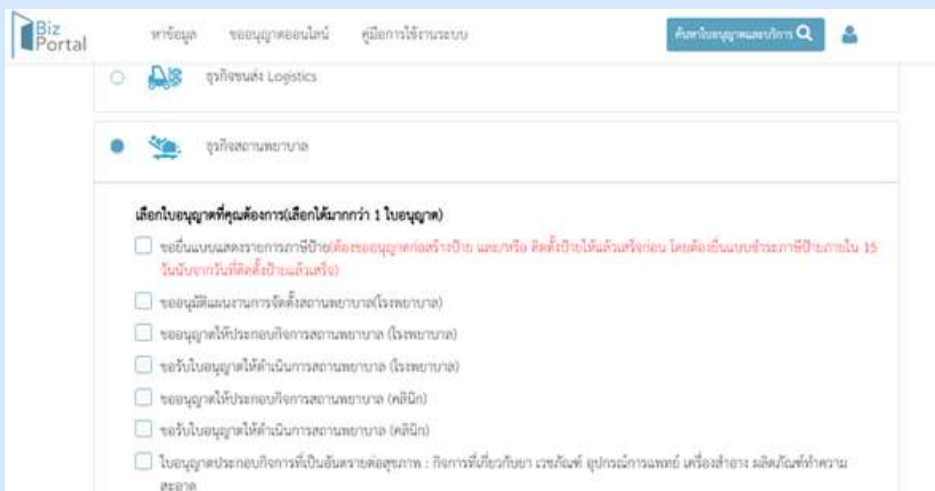 Biz
Portal
หาข้อมูล ขออนุญาตออนไลน์ คู่มือการใช้งานระบบ ค้นหาใบอนุญาตและบริการ
ธุรกิจขนส่ง Logistics
ธุรกิจสถานพยาบาล
เลือกใบอนุญาตที่คุณต้องการ(เลือกได้มากกว่า 1 ใบอนุญาต)
ขอยื่นแบบแสดงรายการภาษีป้าย(ต้องขออนุญาตก่อสร้างป้าย และ/หรือ ติดตั้งป้ายให้แล้วเสร็จก่อน โดยต้องยื่นแบบชำระภาษีป้ายภายใน 15
วันนับจากวันที่ติดตั้งป้ายแล้วเสร็จ)
ขออนุมัติแผนงานการจัดตั้งสถานพยาบาล(โรงพยาบาล)
ขออนุญาตให้ประกอบกิจการสถานพยาบาล (โรงพยาบาล)
ขอรับใบอนุญาตให้ดำเนินการสถานพยาบาล (โรงพยาบาล)
ขออนุญาตให้ประกอบกิจการสถานพยาบาล (คลินิก)
ขอรับใบอนุญาตให้ดำเนินการสถานพยาบาล (คลินิก)
ใบอนุญาตประกอบกิจการที่เป็นอันตรายต่อสุขภาพ : กิจการที่เกี่ยวกับยา เวชภัณฑ์ อุปกรณ์การแพทย์ เครื่องสำอาง ผลิตภัณฑ์ทำความ
สะอาด